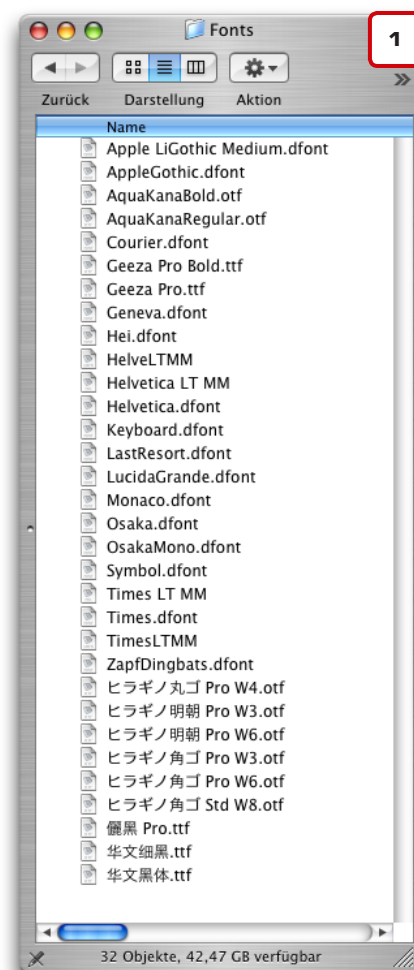 Fonts
1
Zurück Darstellung Aktion
Name
Apple LiGothic Medium.dfont
AppleGothic.dfont
AquaKanaBold.otf
AquaKanaRegular.otf
Courier.dfont
Geeza Pro Bold.ttf
Geeza Pro.ttf
Geneva.dfont
Hei.dfont
HelveLTMM
Helvetica LT MM
Helvetica.dfont
Keyboard.dfont
LastResort.dfont
LucidaGrande.dfont
Monaco.dfont
Osaka.dfont
OsakaMono.dfont
Symbol.dfont
Times LT MM
Times.dfont
TimesLTMM
ZapfDingbats.dfont
ヒラギノ丸ゴ Pro W4.otf
ヒラギノ明朝 Pro W3.otf
ヒラギノ明朝 Pro W6.otf
ヒラギノ角ゴ Pro W3.otf
ヒラギノ角ゴ Pro W6.otf
ヒラギノ角ゴ Std W8.otf
儷黑 Pro.ttf
华文细黑.ttf
华文黑体.ttf
32 Objekte, 42,47 GB verfügbar